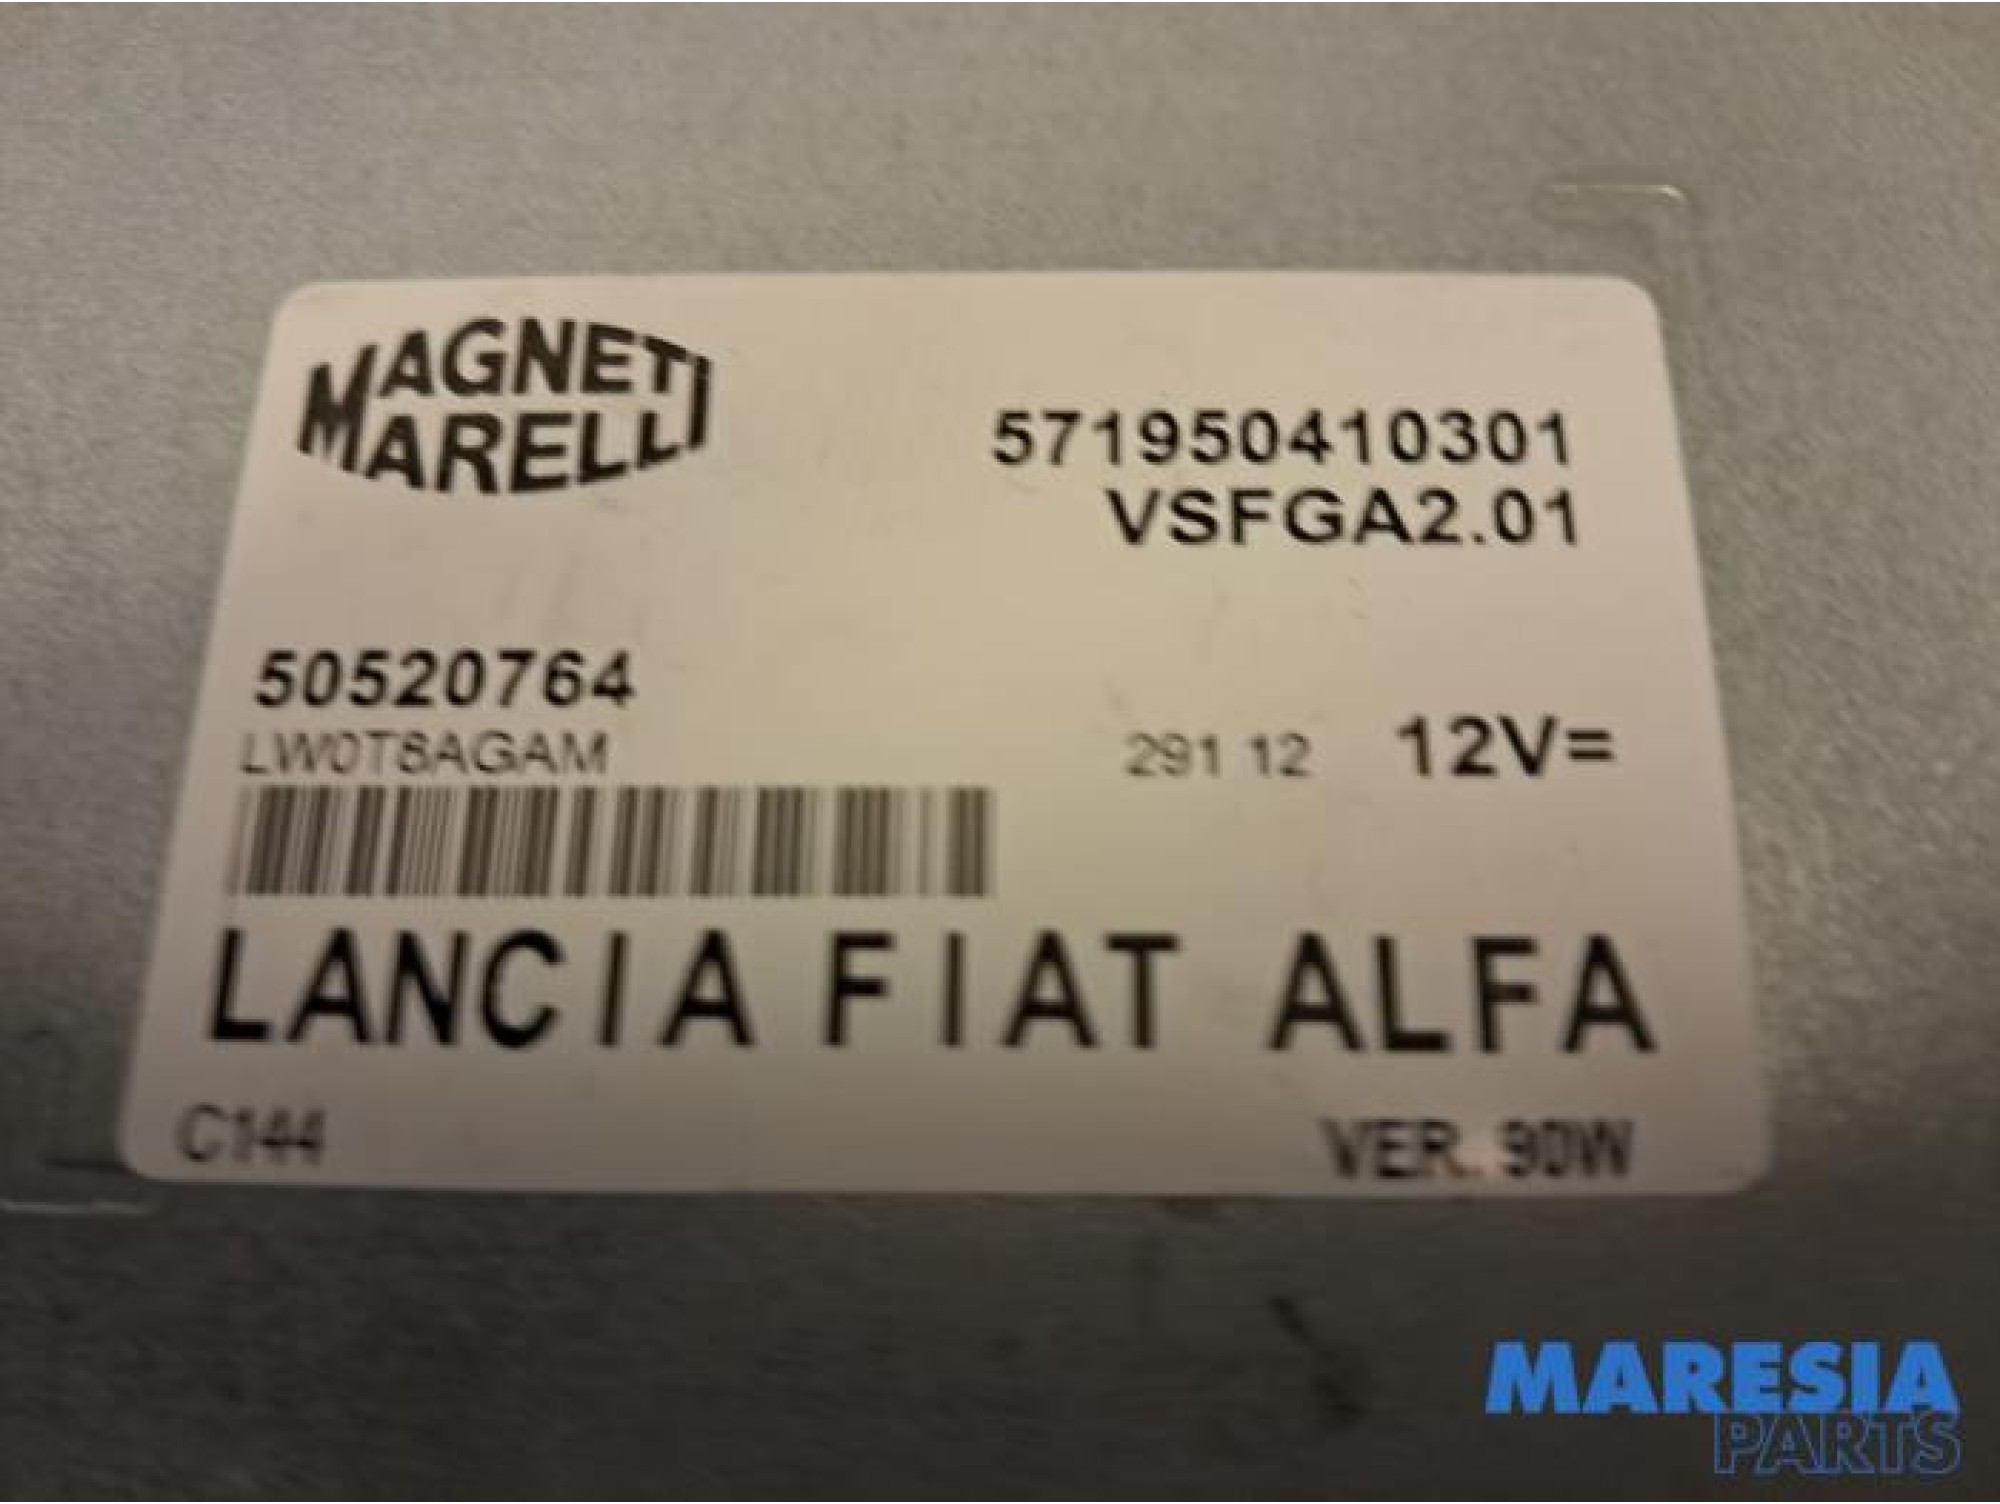 MAGNETI
MARELLI
571950410301
VSFGA2.01
50520764
LW0T8AGAM
291 12 12V=
LANCIA FIAT ALFA
C144
VER. 90W
MARESIA
PARTS